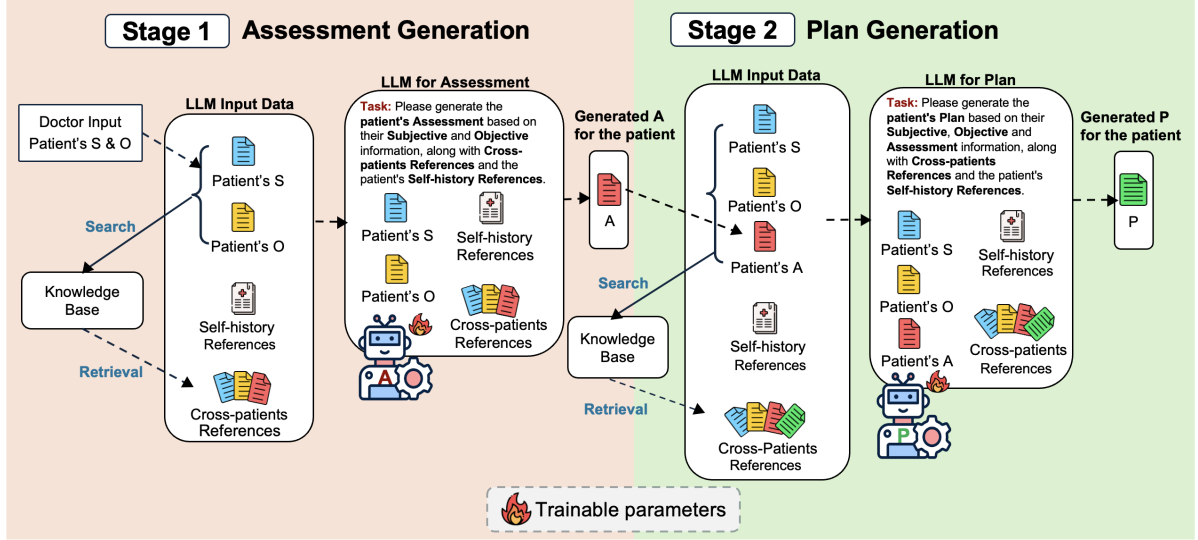 Stage 1
Assessment Generation
Stage 2
Plan Generation
Doctor Input
Patient's S & O
LLM Input Data
Patient's S
Patient's O
Self-history
References
Cross-patients
References
Search
Knowledge
Base
Retrieval
LLM for Assessment
Task: Please generate the
patient's Assessment based on
their Subjective and Objective
information, along with Cross-
patients References and the
patient's Self-history References.
Patient's S
Self-history
References
Patient's O
Cross-patients
References
A
Generated A
for the patient
A
LLM Input Data
Patient's S
Patient's O
Patient's A
Self-history
References
Cross-Patients
References
Search
Knowledge
Base
Retrieval
LLM for Plan
Task: Please generate the
patient's Plan based on their
Subjective, Objective and
Assessment information, along
with Cross-patients
References and the patient's
Self-history References.
Patient's S
Self-history
References
Patient's O
Cross-patients
References
Patient's A
P
Generated P
for the patient
P
Trainable parameters